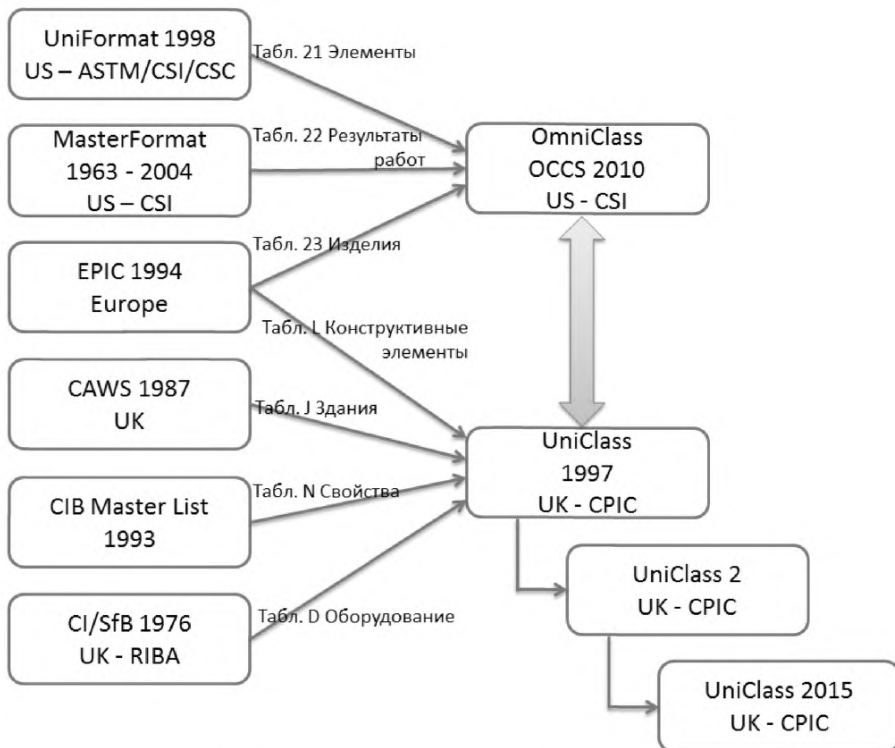 UniFormat 1998
US – ASTM/CSI/CSC
Табл. 21 Элементы
MasterFormat
1963 - 2004
US – CSI
Табл. 22 Результаты
работ
OmniClass
OCCS 2010
US - CSI
EPIC 1994
Europe
Табл. 23 Изделия
Табл. L Конструктивные
элементы
CAWS 1987
UK
Табл. J Здания
UniClass
1997
UK - CPIC
CIB Master List
1993
Табл. N Свойства
CI/SfB 1976
UK - RIBA
Табл. D Оборудование
UniClass 2
UK - CPIC
UniClass 2015
UK - CPIC